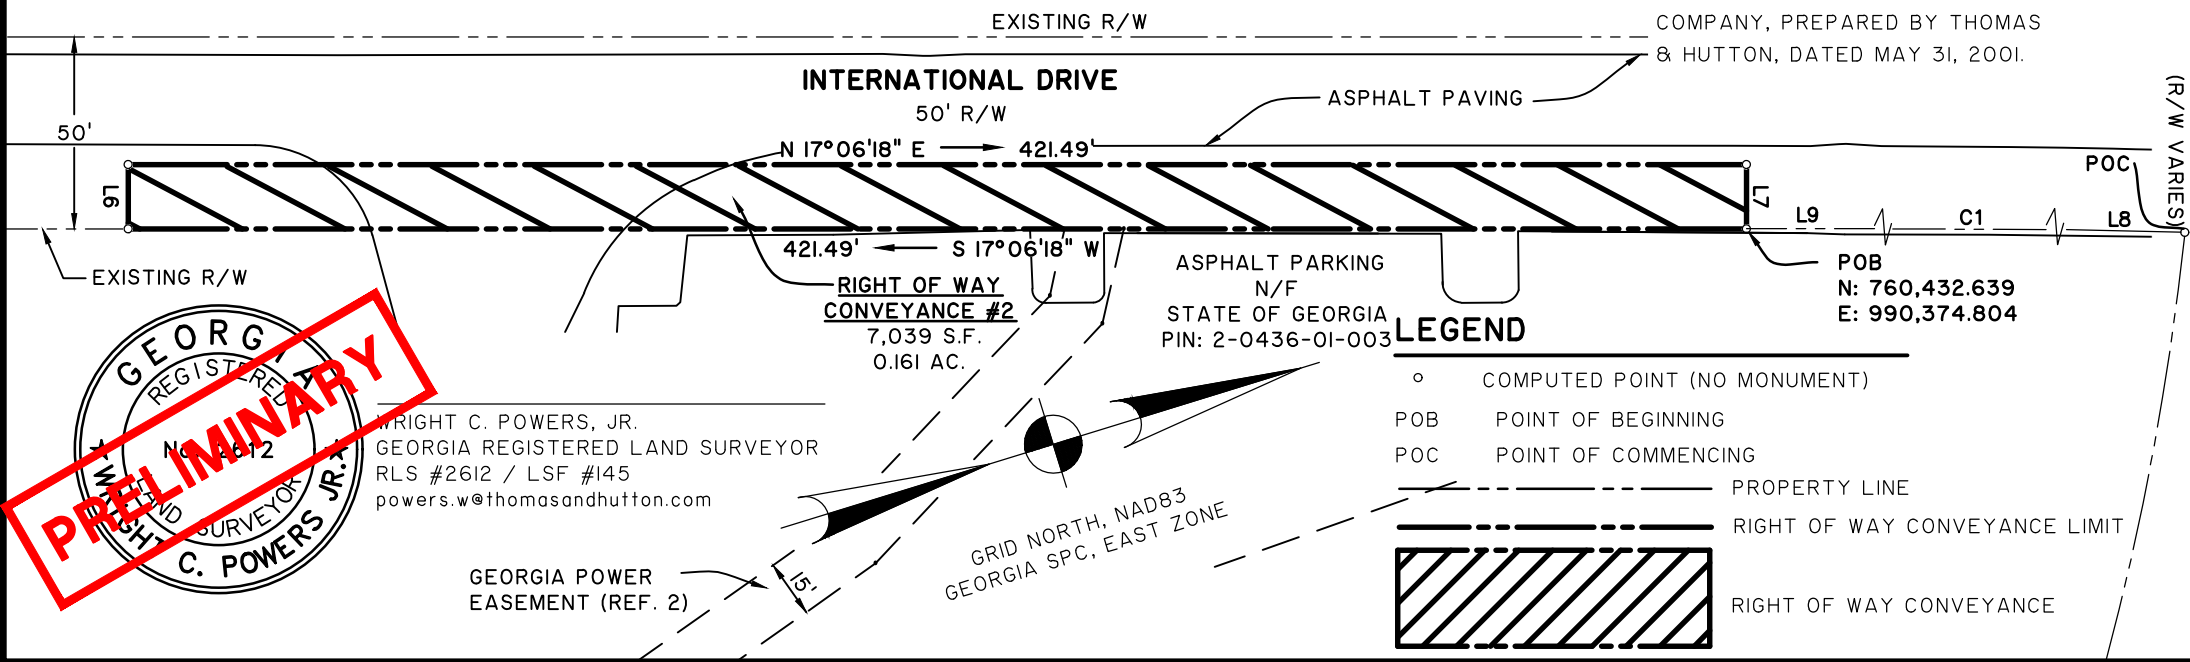 EXISTING R/W
COMPANY, PREPARED BY THOMAS
& HUTTON, DATED MAY 31, 2001.
INTERNATIONAL DRIVE
50' R/W
ASPHALT PAVING
(R/W VARIES)
50'
N 17°06'18" E
421.49'
POC
L6
L7
L9
C1
L8
421.49'
S 17°06'18" W
EXISTING R/W
RIGHT OF WAY
CONVEYANCE #2
7,039 S.F.
0.161 AC.
ASPHALT PARKING
N/F
STATE OF GEORGIA
PIN: 2-0436-01-003
POB
N: 760,432.639
E: 990,374.804
GEORGIA
REGISTERED
No. 2612
LAND SURVEYOR
WRIGHT C. POWERS JR.
PRELIMINARY
WRIGHT C. POWERS, JR.
GEORGIA REGISTERED LAND SURVEYOR
RLS #2612 / LSF #145
powers.w@thomasandhutton.com
GEORGIA POWER
EASEMENT (REF. 2)
15'
GRID NORTH, NAD83
GEORGIA SPC, EAST ZONE
LEGEND
COMPUTED POINT (NO MONUMENT)
POB POINT OF BEGINNING
POC POINT OF COMMENCING
PROPERTY LINE
RIGHT OF WAY CONVEYANCE LIMIT
RIGHT OF WAY CONVEYANCE